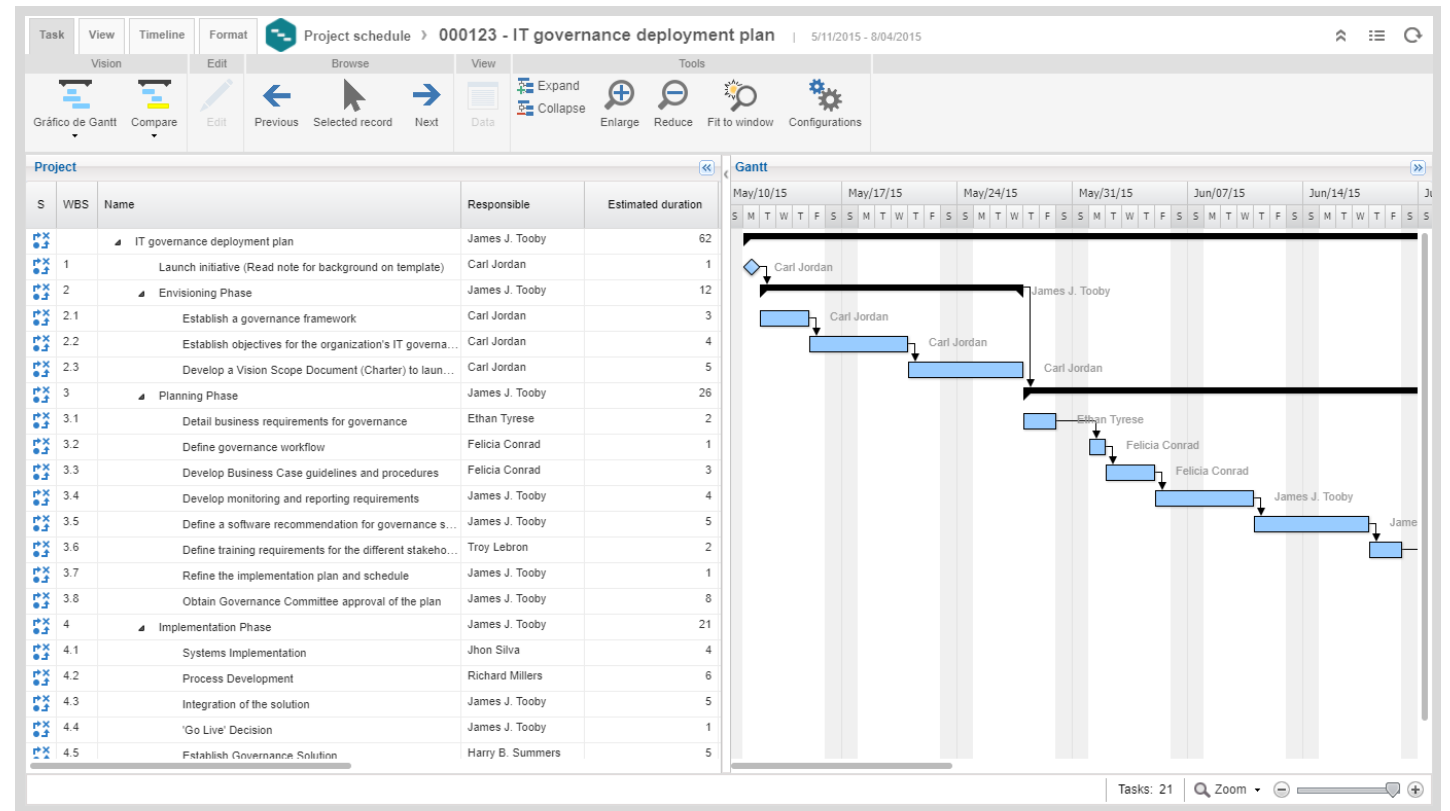 Task View Timeline Format Project schedule › 000123 - IT governance deployment plan | 5/11/2015 - 8/04/2015
Vision Edit Browse View Tools
Expand
Collapse
Gráfico de Gantt Compare Edit Previous Selected record Next Data Enlarge Reduce Fit to window Configurations
Project Gantt
May/10/15 May/17/15 May/24/15 May/31/15 Jun/07/15 Jun/14/15
S WBS Name Responsible Estimated duration
S M T W T F S S M T W T F S S M T W T F S S M T W T F S S M T W T F S S M T W T F S S
IT governance deployment plan James J. Tooby 62
1 Launch initiative (Read note for background on template) Carl Jordan 1 Carl Jordan
2 Envisioning Phase James J. Tooby 12 James J. Tooby
2.1 Establish a governance framework Carl Jordan 3 Carl Jordan
2.2 Establish objectives for the organization's IT governa... Carl Jordan 4 Carl Jordan
2.3 Develop a Vision Scope Document (Charter) to laun... Carl Jordan 5 Carl Jordan
3 Planning Phase James J. Tooby 26
3.1 Detail business requirements for governance Ethan Tyrese 2 Ethan Tyrese
3.2 Define governance workflow Felicia Conrad 1 Felicia Conrad
3.3 Develop Business Case guidelines and procedures Felicia Conrad 3 Felicia Conrad
3.4 Develop monitoring and reporting requirements James J. Tooby 4 James J. Tooby
3.5 Define a software recommendation for governance s... James J. Tooby 5 Jame
3.6 Define training requirements for the different stakeho... Troy Lebron 2
3.7 Refine the implementation plan and schedule James J. Tooby 1
3.8 Obtain Governance Committee approval of the plan James J. Tooby 8
4 Implementation Phase James J. Tooby 21
4.1 Systems Implementation Jhon Silva 4
4.2 Process Development Richard Millers 6
4.3 Integration of the solution James J. Tooby 5
4.4 'Go Live' Decision James J. Tooby 1
4.5 Establish Governance Solution Harry B. Summers 5
Tasks: 21 Zoom